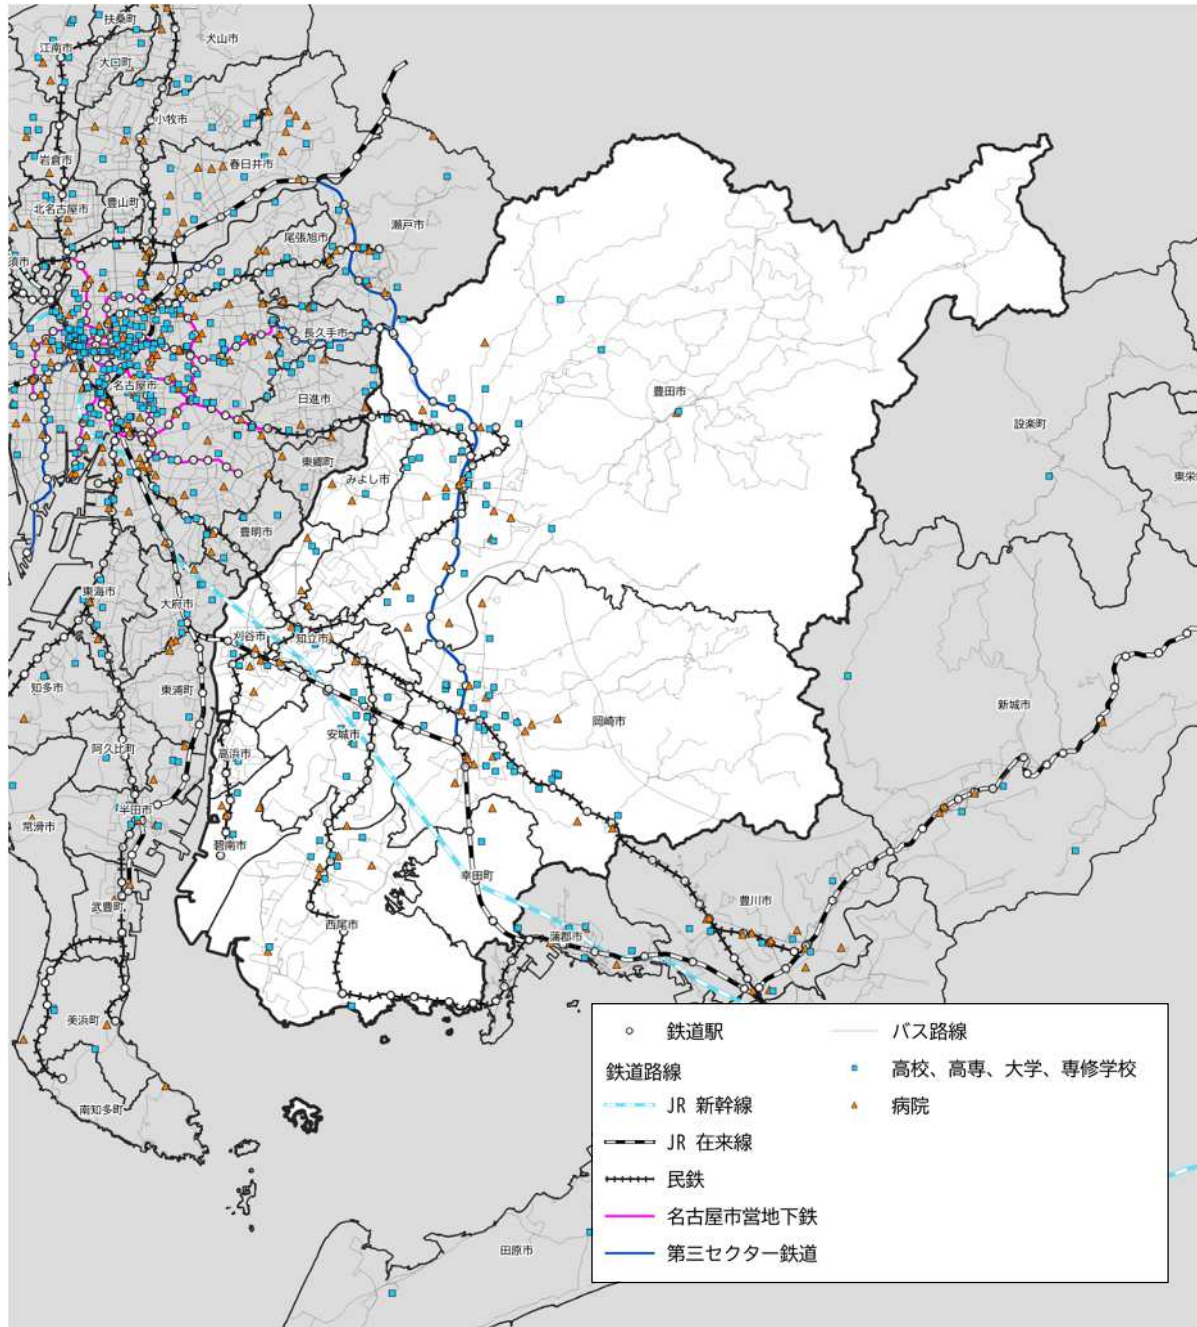 扶桑町
犬山市
江南市
大口町
小牧市
岩倉市
春日井市
豊山町
北名古屋市
瀬戸市
尾張旭市
須市
長久手市
名古屋市
豊田市
日進市
設楽町
東郷町
みよし市
東栄
豊明市
東海市
大府市
刈谷市
知立市
知多市
東浦町
新城市
岡崎市
安城市
阿久比町
高浜市
半田市
常滑市
碧南市
幸田町
豊川市
武豊町
西尾市
蒲郡市
美浜町
南知多町
田原市
鉄道駅
鉄道路線
JR 新幹線
JR 在来線
民鉄
名古屋市営地下鉄
第三セクター鉄道
バス路線
高校、高専、大学、専修学校
病院